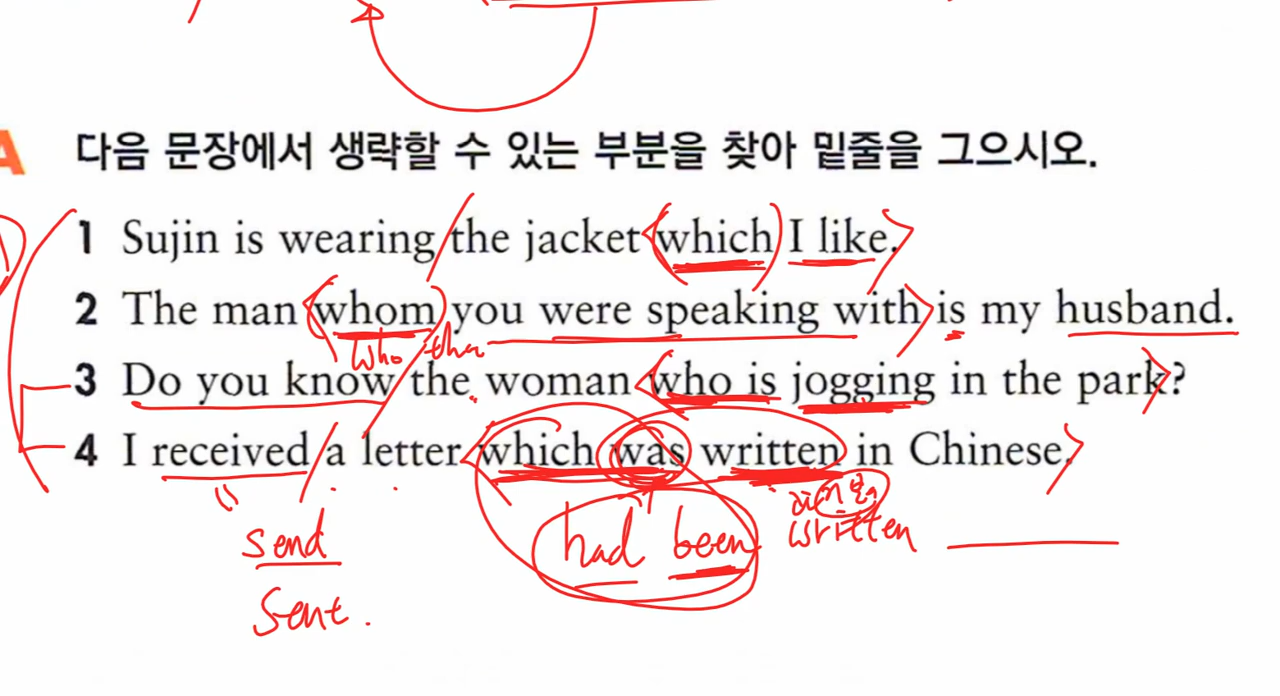 A 다음 문장에서 생략할 수 있는 부분을 찾아 밑줄을 그으시오.
1 Sujin is wearing the jacket which I like.
2 The man whom you were speaking with is my husband.
who tha
3 Do you know the woman who is jogging in the park?
4 I received a letter which was written in Chinese.
send had been written
Sent.